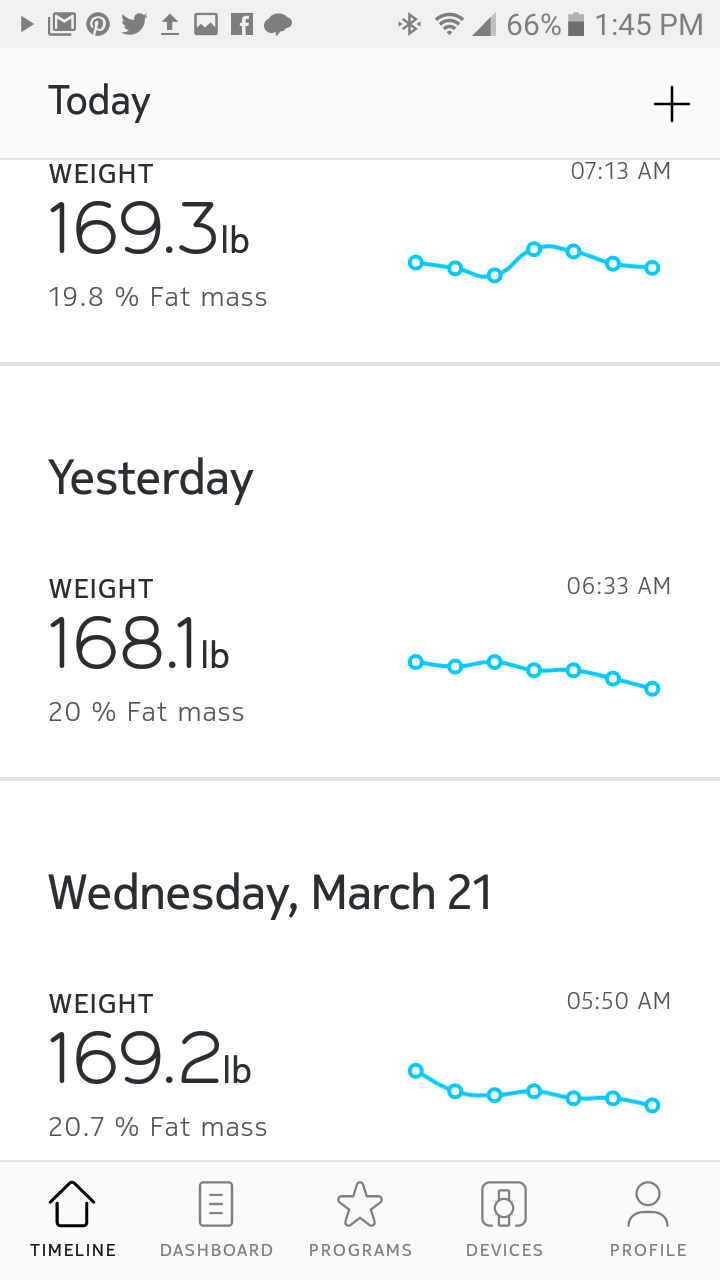 66% 1:45 PM
Today
WEIGHT 07:13 AM
169.3lb
19.8 % Fat mass
Yesterday
WEIGHT 06:33 AM
168.1lb
20 % Fat mass
Wednesday, March 21
WEIGHT 05:50 AM
169.2lb
20.7 % Fat mass
TIMELINE DASHBOARD PROGRAMS DEVICES PROFILE